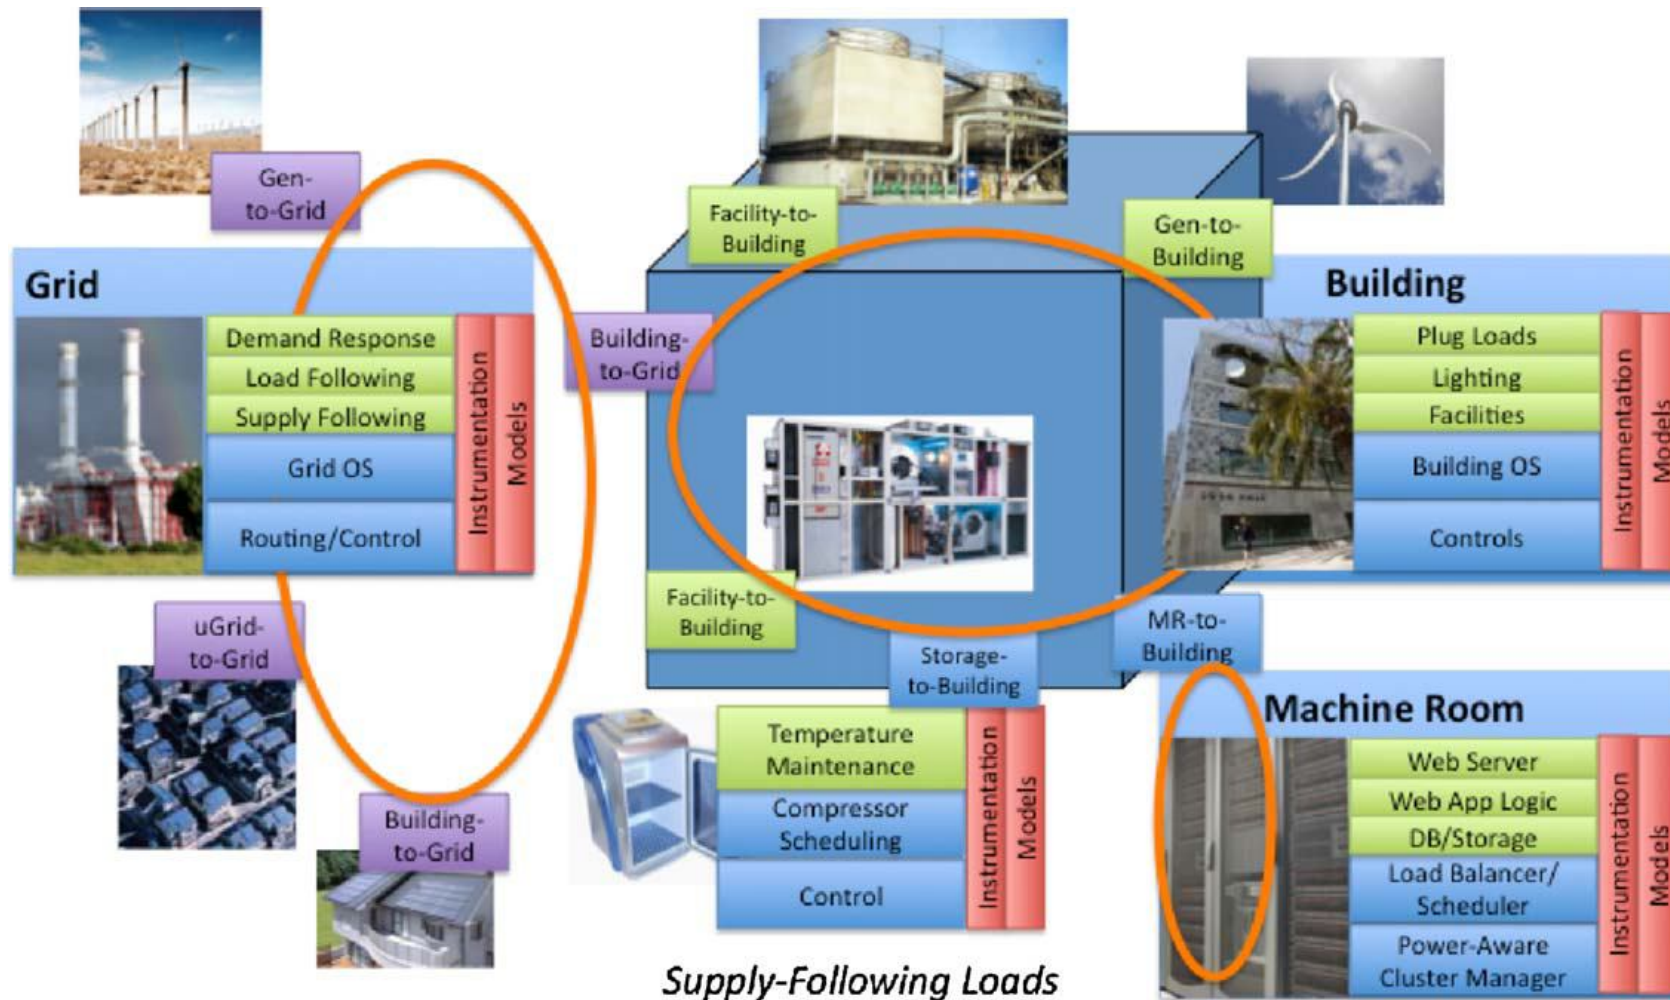 Gen-
to-Grid
Facility-to-
Building
Gen-to-
Building
Grid
Demand Response
Load Following
Supply Following
Grid OS
Routing/Control
Instrumentation
Models
Building-
to-Grid
Building
Plug Loads
Lighting
Facilities
Building OS
Controls
Instrumentation
Models
uGrid-
to-Grid
Facility-to-
Building
Storage-
to-Building
MR-to-
Building
Building-
to-Grid
Temperature
Maintenance
Compressor
Scheduling
Control
Instrumentation
Models
Machine Room
Web Server
Web App Logic
DB/Storage
Load Balancer/
Scheduler
Power-Aware
Cluster Manager
Instrumentation
Models
Supply-Following Loads